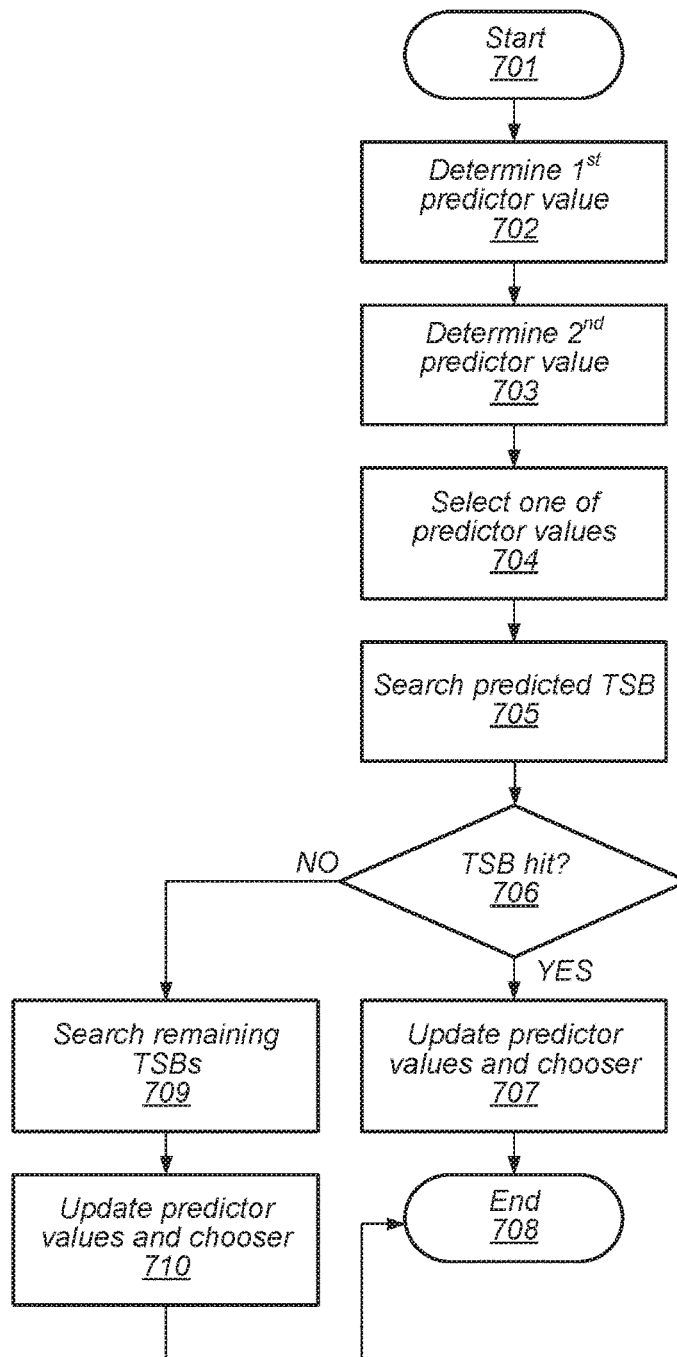 Start
701
Determine 1st
predictor value
702
Determine 2nd
predictor value
703
Select one of
predictor values
704
Search predicted TSB
705
TSB hit?
706
NO
YES
Search remaining
TSBs
709
Update predictor
values and chooser
707
Update predictor
values and chooser
710
End
708